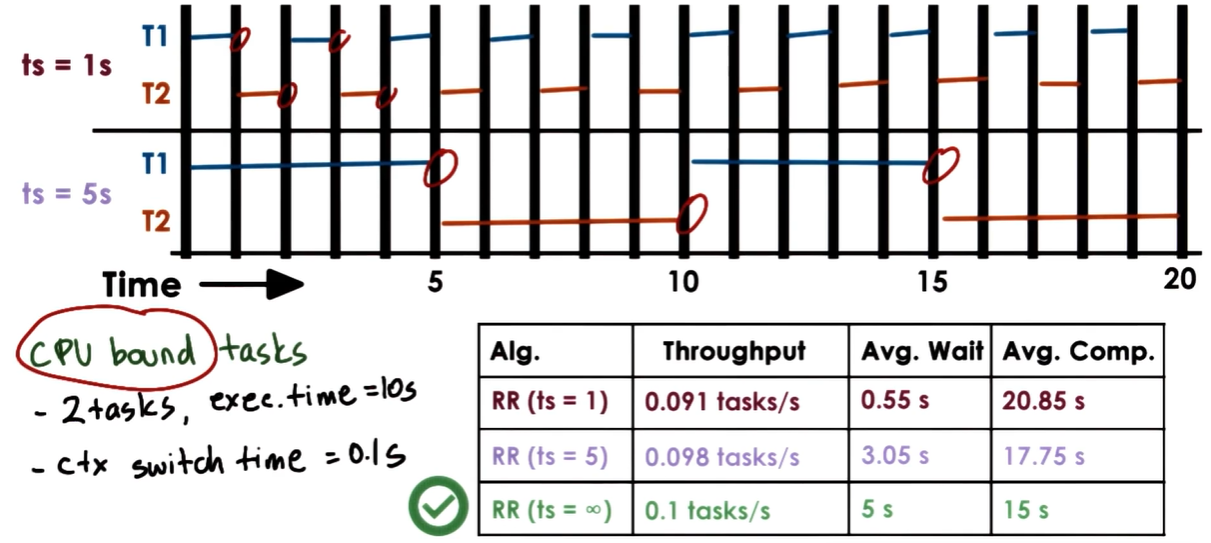 ts = 1s
T1
T2
ts = 5s
T1
T2
Time 5 10 15 20
CPU bound tasks
- 2 tasks, exec. time = 10s
- ctx switch time = 0.1s
Alg. Throughput Avg. Wait Avg. Comp.
RR (ts = 1) 0.091 tasks/s 0.55 s 20.85 s
RR (ts = 5) 0.098 tasks/s 3.05 s 17.75 s
RR (ts = ∞) 0.1 tasks/s 5 s 15 s